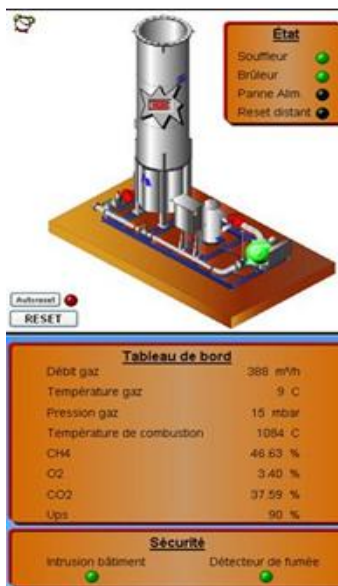 État
Souffleur
Brûleur
Panne Alim.
Reset distant
Autoreset
RESET
Tableau de bord
Débit gaz 388 m³/h
Température gaz 9 C
Pression gaz 15 mbar
Température de combustion 1084 C
CH4 46.63 %
O2 3.40 %
CO2 37.59 %
Ups 90 %
Sécurité
Intrusion bâtiment Détecteur de fumée